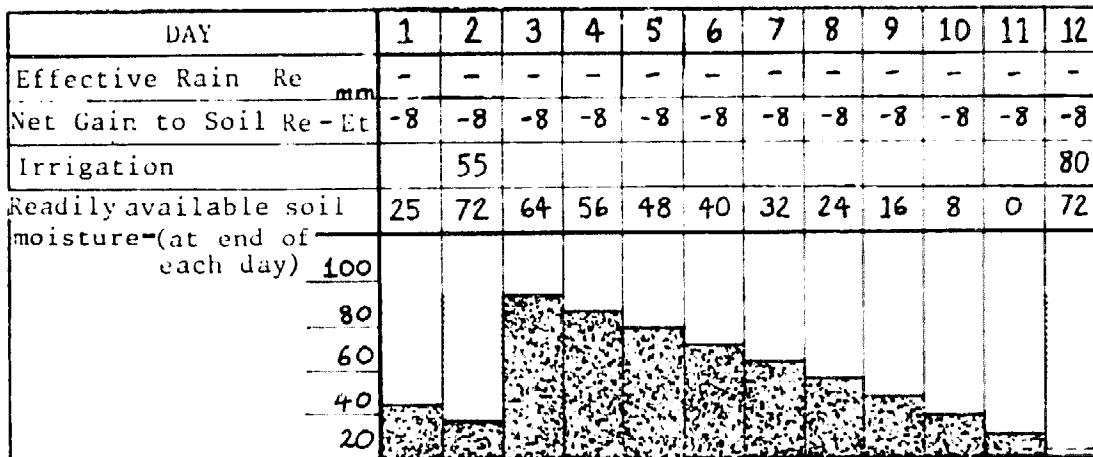 DAY 1 2 3 4 5 6 7 8 9 10 11 12
Effective Rain Re mm - - - - - - - - - - - -
Net Gain to Soil Re-Et -8 -8 -8 -8 -8 -8 -8 -8 -8 -8 -8 -8
Irrigation 55 80
Readily available soil 25 72 64 56 48 40 32 24 16 8 0 72
moisture-(at end of
each day) 100
80
60
40
20